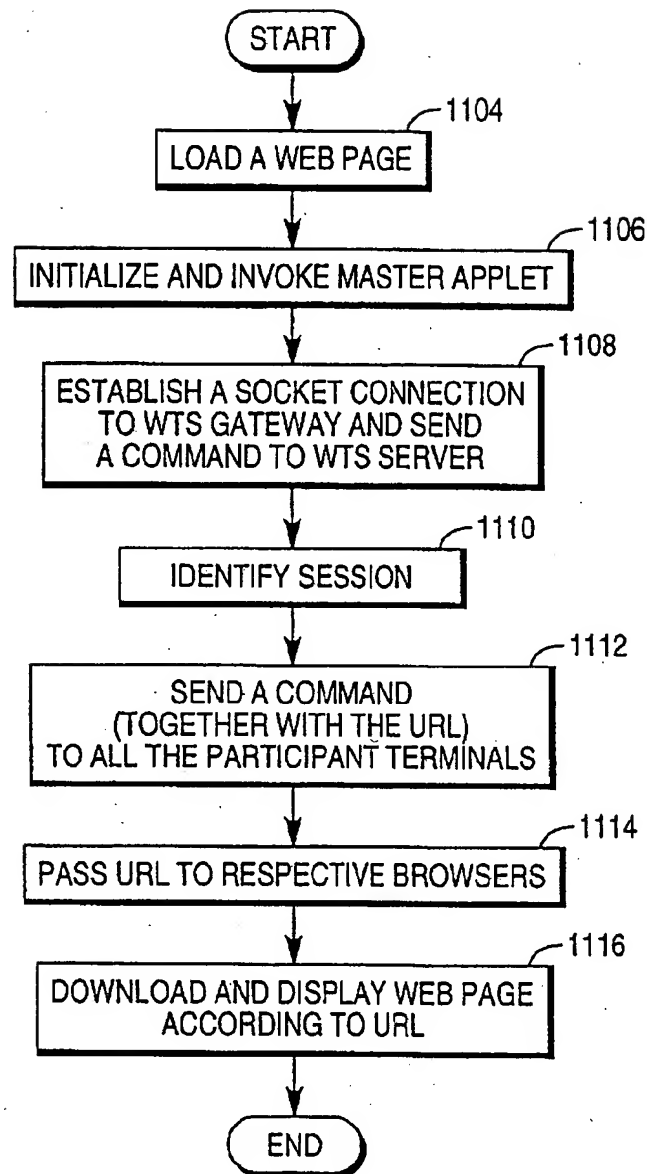 START
1104
LOAD A WEB PAGE
1106
INITIALIZE AND INVOKE MASTER APPLET
1108
ESTABLISH A SOCKET CONNECTION
TO WTS GATEWAY AND SEND
A COMMAND TO WTS SERVER
1110
IDENTIFY SESSION
1112
SEND A COMMAND
(TOGETHER WITH THE URL)
TO ALL THE PARTICIPANT TERMINALS
1114
PASS URL TO RESPECTIVE BROWSERS
1116
DOWNLOAD AND DISPLAY WEB PAGE
ACCORDING TO URL
END